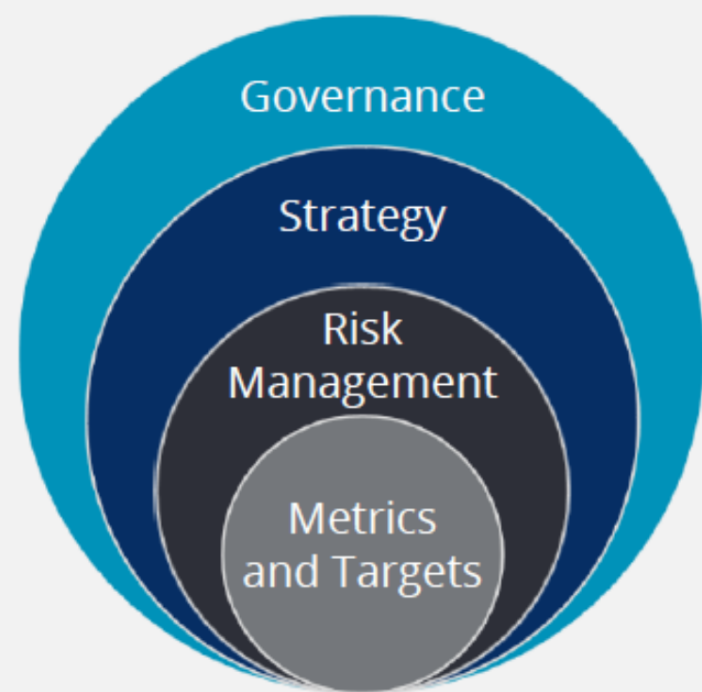 Governance
Strategy
Risk
Management
Metrics
and Targets